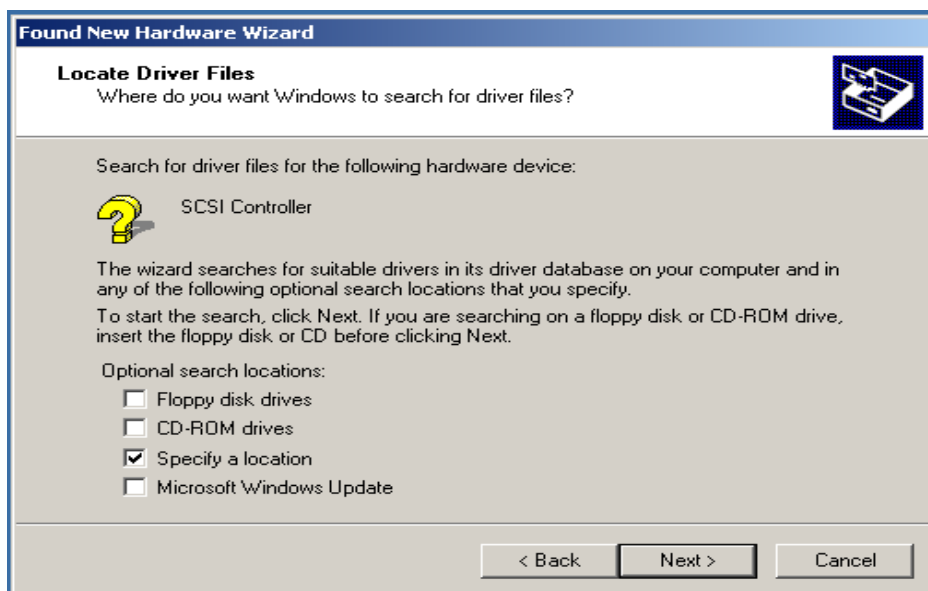 Found New Hardware Wizard
Locate Driver Files
Where do you want Windows to search for driver files?
Search for driver files for the following hardware device:
SCSI Controller
The wizard searches for suitable drivers in its driver database on your computer and in
any of the following optional search locations that you specify.
To start the search, click Next. If you are searching on a floppy disk or CD-ROM drive,
insert the floppy disk or CD before clicking Next.
Optional search locations:
Floppy disk drives
CD-ROM drives
Specify a location
Microsoft Windows Update
< Back Next > Cancel